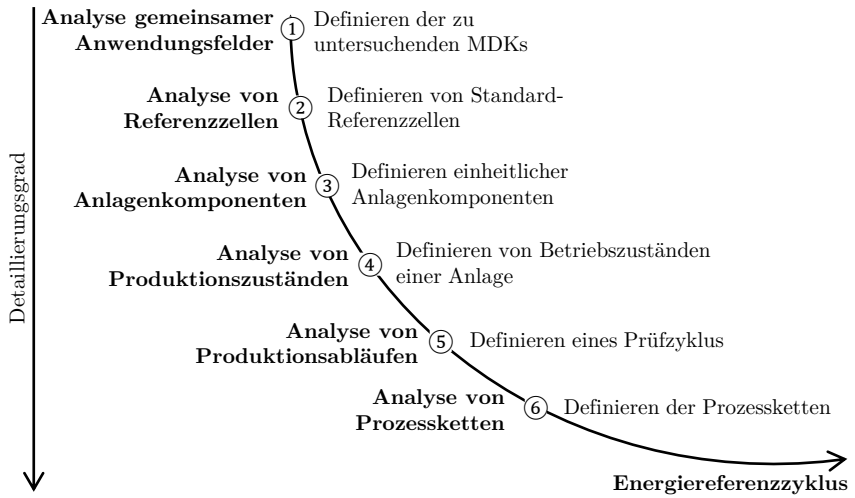 Analyse gemeinsamer
Anwendungsfelder
1
Definieren der zu
untersuchenden MDKs
Analyse von
Referenzzellen
2
Definieren von Standard-
Referenzzellen
Analyse von
Anlagenkomponenten
3
Definieren einheitlicher
Anlagenkomponenten
Analyse von
Produktionszuständen
4
Definieren von Betriebszuständen
einer Anlage
Analyse von
Produktionsabläufen
5
Definieren eines Prüfzyklus
Analyse von
Prozessketten
6
Definieren der Prozessketten
Detaillierungsgrad
Energiereferenzzyklus